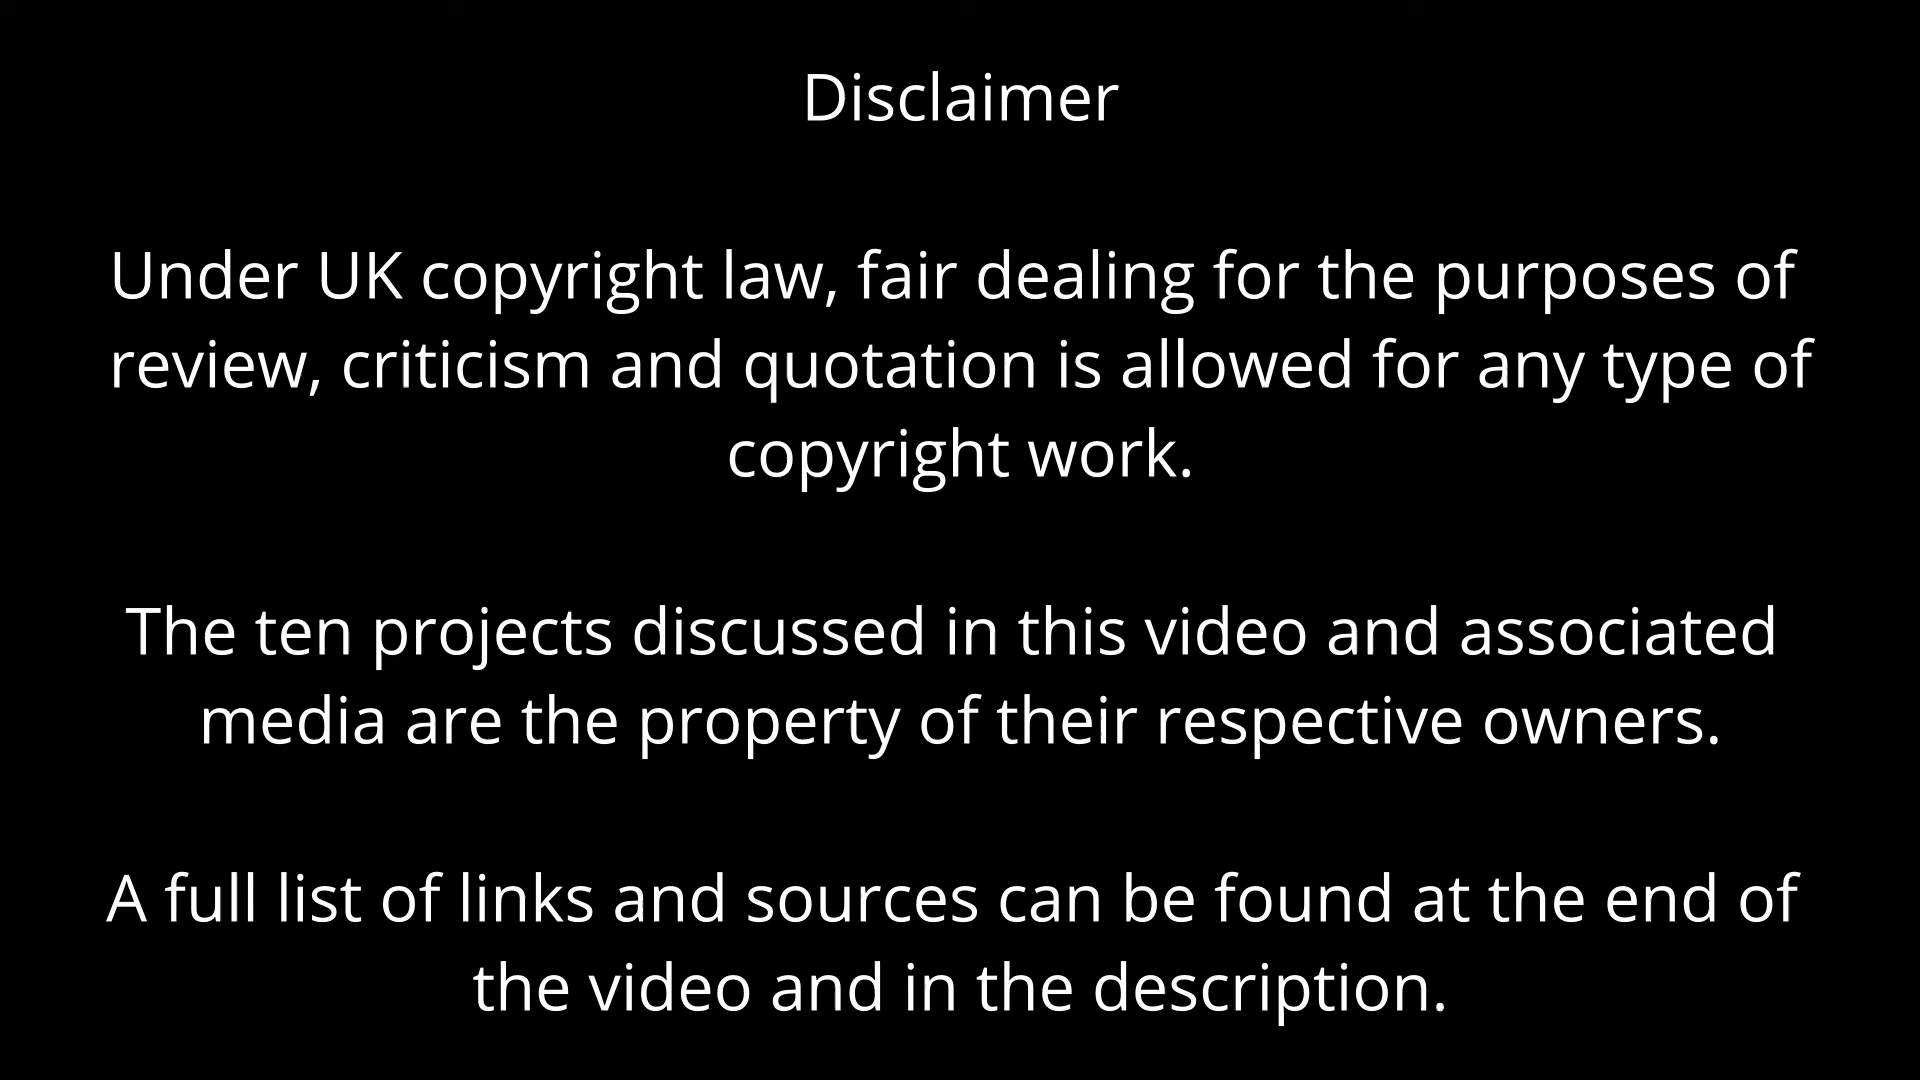 Disclaimer
Under UK copyright law, fair dealing for the purposes of
review, criticism and quotation is allowed for any type of
copyright work.
The ten projects discussed in this video and associated
media are the property of their respective owners.
A full list of links and sources can be found at the end of
the video and in the description.